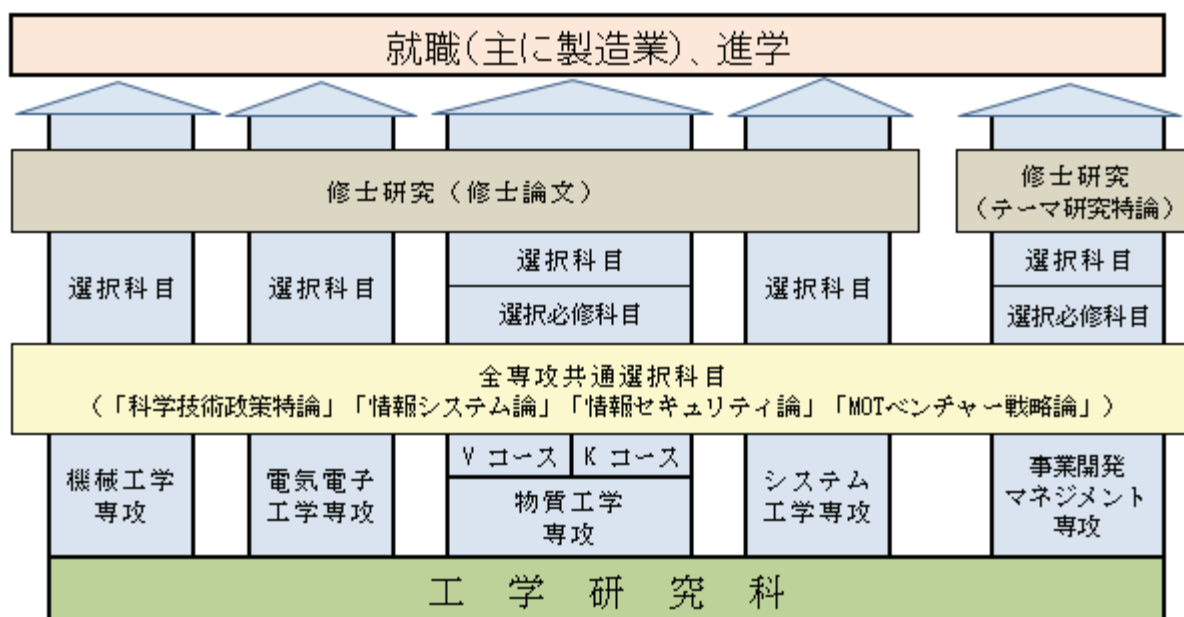 就職(主に製造業)、進学
修士研究(修士論文)
修士研究
(テーマ研究特論)
選択科目
選択科目
選択科目
選択必修科目
選択科目
選択科目
選択必修科目
全専攻共通選択科目
(「科学技術政策特論」「情報システム論」「情報セキュリティ論」「MOTベンチャー戦略論」)
機械工学
専攻
電気電子
工学専攻
V コース
K コース
物質工学
専攻
システム
工学専攻
事業開発
マネジメント
専攻
工学研究科